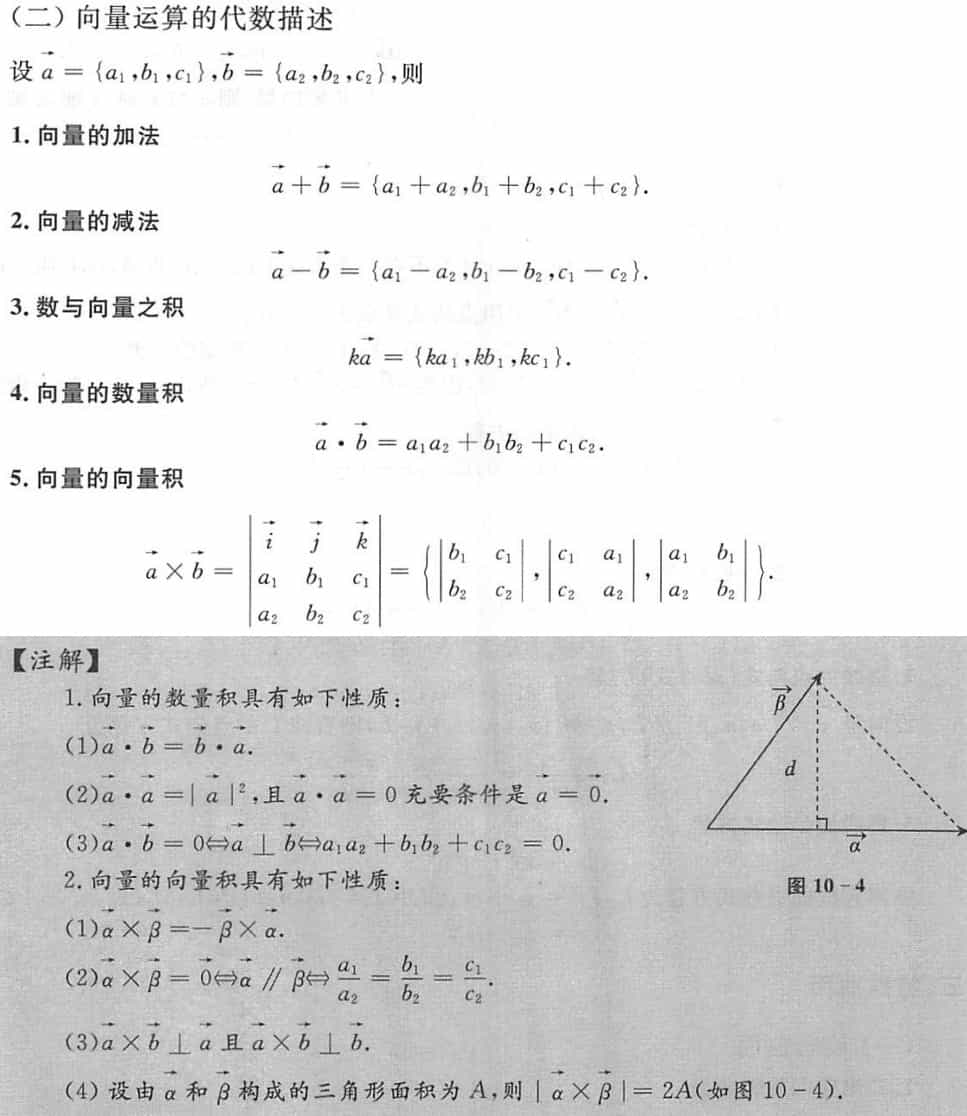 (二)向量运算的代数描述
设 $\vec{a} = \{a_1,b_1,c_1\},\vec{b} = \{a_2,b_2,c_2\}$,则
1. 向量的加法
$\vec{a}+\vec{b} = \{a_1+a_2,b_1+b_2,c_1+c_2\}.$
2. 向量的减法
$\vec{a}-\vec{b} = \{a_1-a_2,b_1-b_2,c_1-c_2\}.$
3. 数与向量之积
$k\vec{a} = \{ka_1,kb_1,kc_1\}.$
4. 向量的数量积
$\vec{a}\cdot\vec{b} = a_1a_2+b_1b_2+c_1c_2.$
5. 向量的向量积
$\vec{a}\times\vec{b} = \begin{vmatrix} \vec{i} & \vec{j} & \vec{k} \\ a_1 & b_1 & c_1 \\ a_2 & b_2 & c_2 \end{vmatrix} = \left\{ \begin{vmatrix} b_1 & c_1 \\ b_2 & c_2 \end{vmatrix}, \begin{vmatrix} c_1 & a_1 \\ c_2 & a_2 \end{vmatrix}, \begin{vmatrix} a_1 & b_1 \\ a_2 & b_2 \end{vmatrix} \right\}.$
【注解】
1. 向量的数量积具有如下性质:
(1)$\vec{a}\cdot\vec{b} = \vec{b}\cdot\vec{a}.$
(2)$\vec{a}\cdot\vec{a} = |\vec{a}|^2$,且 $\vec{a}\cdot\vec{a} = 0$ 充要条件是 $\vec{a} = \vec{0}.$
(3)$\vec{a}\cdot\vec{b} = 0 \Leftrightarrow \vec{a} \perp \vec{b} \Leftrightarrow a_1a_2+b_1b_2+c_1c_2 = 0.$
2. 向量的向量积具有如下性质:
(1)$\vec{\alpha}\times\vec{\beta} = -\vec{\beta}\times\vec{\alpha}.$
(2)$\vec{\alpha}\times\vec{\beta} = \vec{0} \Leftrightarrow \vec{\alpha} \parallel \vec{\beta} \Leftrightarrow \frac{a_1}{a_2} = \frac{b_1}{b_2} = \frac{c_1}{c_2}.$
(3)$\vec{a}\times\vec{b} \perp \vec{a}$ 且 $\vec{a}\times\vec{b} \perp \vec{b}.$
(4) 设由 $\vec{\alpha}$ 和 $\vec{\beta}$ 构成的三角形面积为 $A$,则 $|\vec{\alpha}\times\vec{\beta}| = 2A$(如图 10-4).
$\vec{\beta}$
$d$
$\vec{\alpha}$
图 10-4